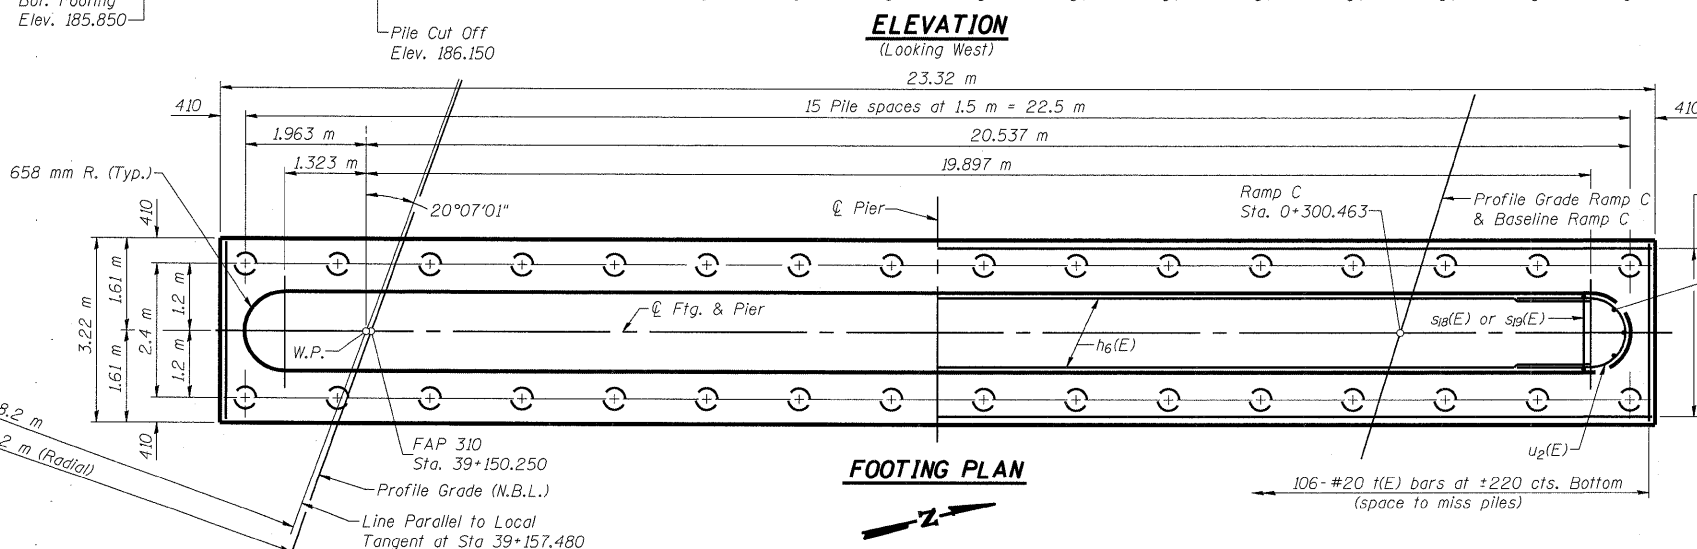 Elev. 185.850
Pile Cut Off
Elev. 186.150
ELEVATION
(Looking West)
23.32 m
410
15 Pile spaces at 1.5 m = 22.5 m
410
1.963 m
20.537 m
1.323 m
19.897 m
658 mm R. (Typ.)
20°07'01"
℄ Pier
Ramp C
Sta. 0+300.463
Profile Grade Ramp C
& Baseline Ramp C
410
3.22 m
1.61 m
1.61 m
2.4 m
1.2 m
1.2 m
410
℄ Ftg. & Pier
W.P.
h6(E)
s18(E) or s19(E)
u2(E)
8.2 m
2 m (Radial)
FAP 310
Sta. 39+150.250
Profile Grade (N.B.L.)
Line Parallel to Local
Tangent at Sta 39+157.480
FOOTING PLAN
N
106-#20 t(E) bars at ±220 cts. Bottom
(space to miss piles)